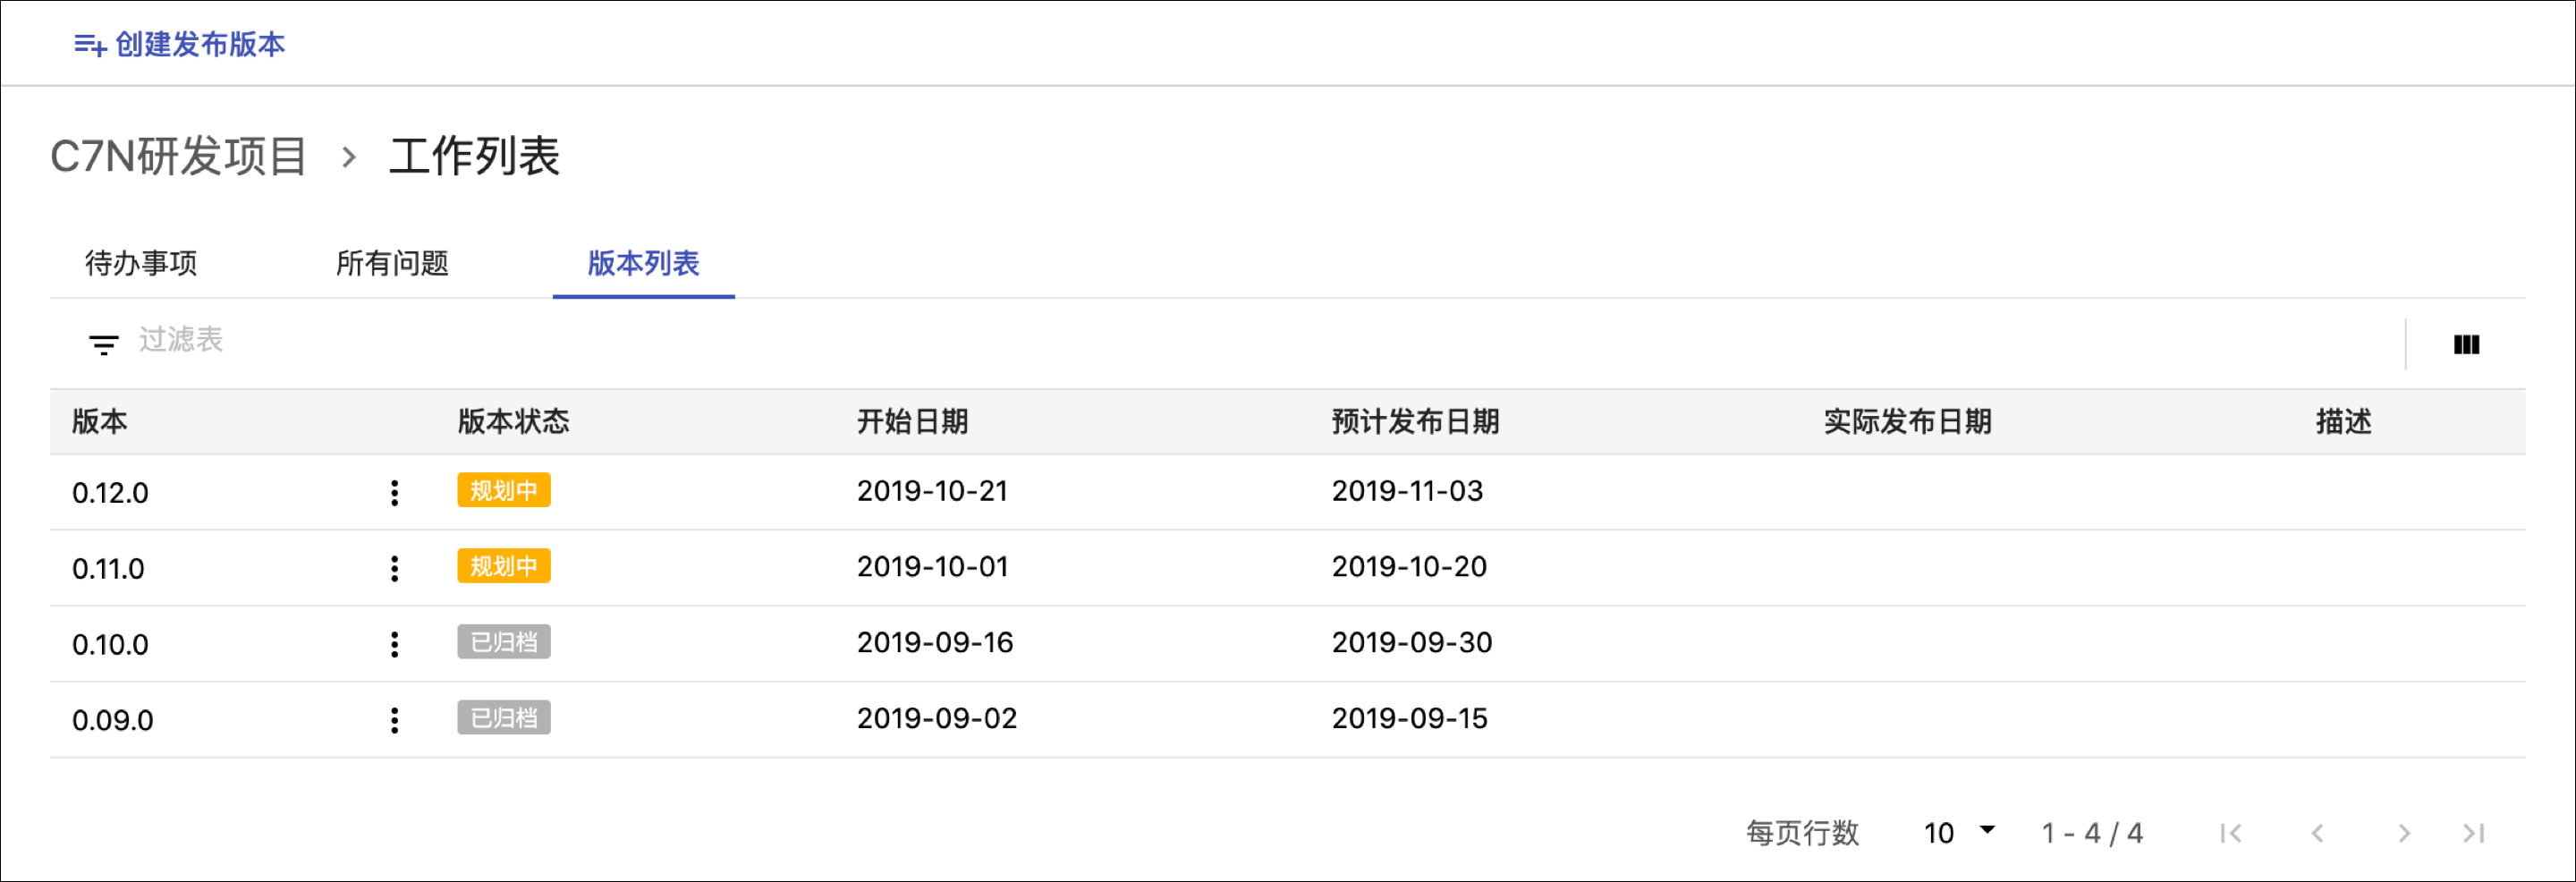 创建发布版本
C7N研发项目 > 工作列表
待办事项 所有问题 版本列表
过滤表
版本 版本状态 开始日期 预计发布日期 实际发布日期 描述
0.12.0 规划中 2019-10-21 2019-11-03
0.11.0 规划中 2019-10-01 2019-10-20
0.10.0 已归档 2019-09-16 2019-09-30
0.09.0 已归档 2019-09-02 2019-09-15
每页行数 10 1 - 4 / 4